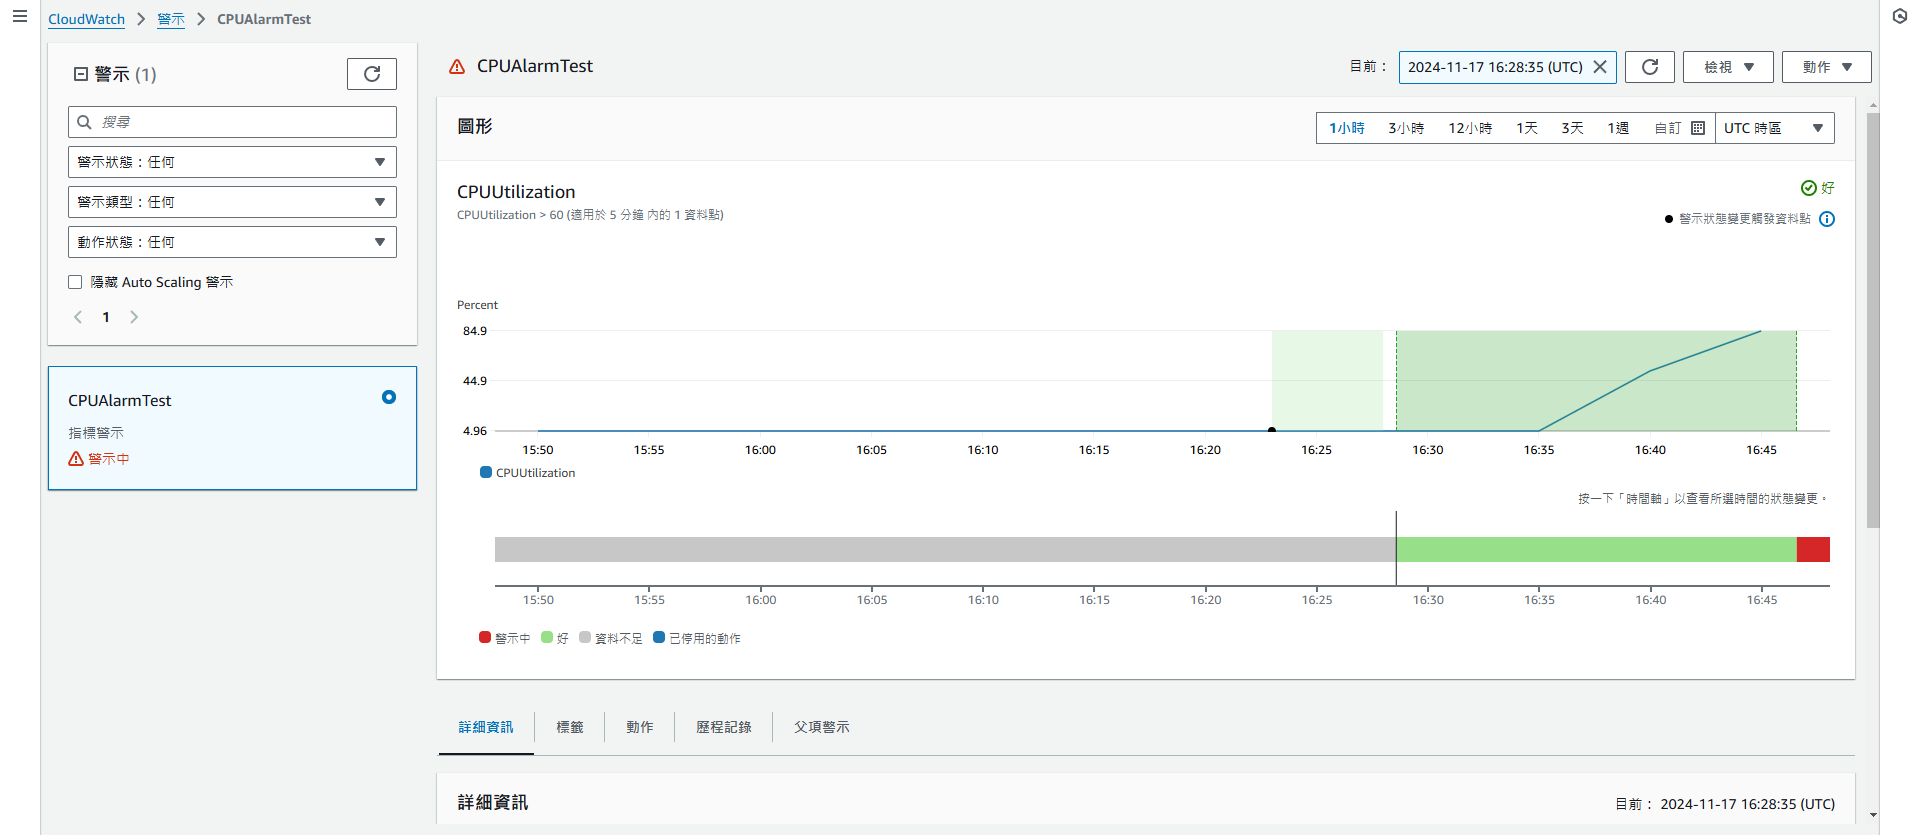 CloudWatch > 警示 > CPUAlarmTest
警示 (1)
搜尋
警示狀態：任何
警示類型：任何
動作狀態：任何
隱藏 Auto Scaling 警示
1
CPUAlarmTest
指標警示
警示中
CPUAlarmTest
目前： 2024-11-17 16:28:35 (UTC) 檢視 動作
圖形
1小時 3小時 12小時 1天 3天 1週 自訂 UTC 時區
CPUUtilization
好
CPUUtilization > 60 (適用於 5 分鐘 內的 1 資料點)
警示狀態變更觸發資料點
Percent
84.9
44.9
4.96
15:50 15:55 16:00 16:05 16:10 16:15 16:20 16:25 16:30 16:35 16:40 16:45
CPUUtilization
按一下「時間軸」以查看所選時間的狀態變更。
15:50 15:55 16:00 16:05 16:10 16:15 16:20 16:25 16:30 16:35 16:40 16:45
警示中 好 資料不足 已停用的動作
詳細資訊 標籤 動作 歷程記錄 父項警示
詳細資訊
目前： 2024-11-17 16:28:35 (UTC)